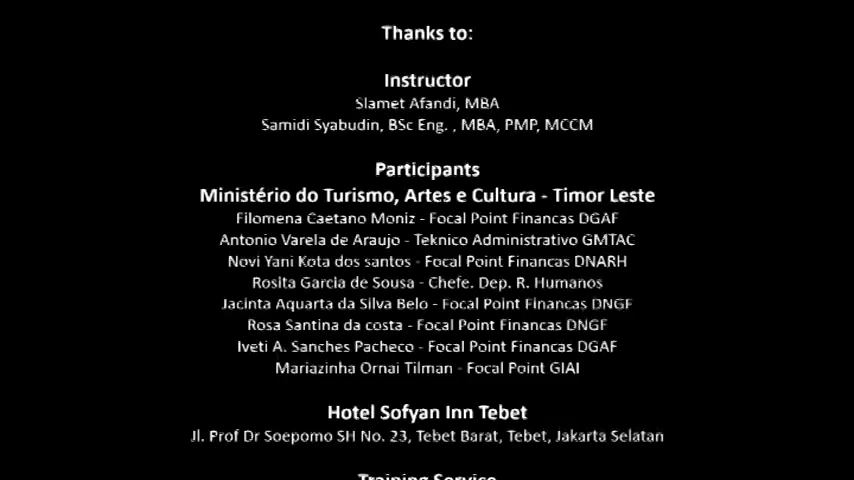 Thanks to:
Instructor
Slamet Afandi, MBA
Samidi Syabudin, BSc Eng. , MBA, PMP, MCCM
Participants
Ministério do Turismo, Artes e Cultura - Timor Leste
Filomena Caetano Moniz - Focal Point Financas DGAF
Antonio Varela de Araujo - Teknico Administrativo GMTAC
Novi Yani Kota dos santos - Focal Point Financas DNARH
Rosita Garcia de Sousa - Chefe. Dep. R. Humanos
Jacinta Aquarta da Silva Belo - Focal Point Financas DNGF
Rosa Santina da costa - Focal Point Financas DNGF
Iveti A. Sanches Pacheco - Focal Point Financas DGAF
Mariazinha Ornai Tilman - Focal Point GIAI
Hotel Sofyan Inn Tebet
Jl. Prof Dr Soepomo SH No. 23, Tebet Barat, Tebet, Jakarta Selatan
Training Service